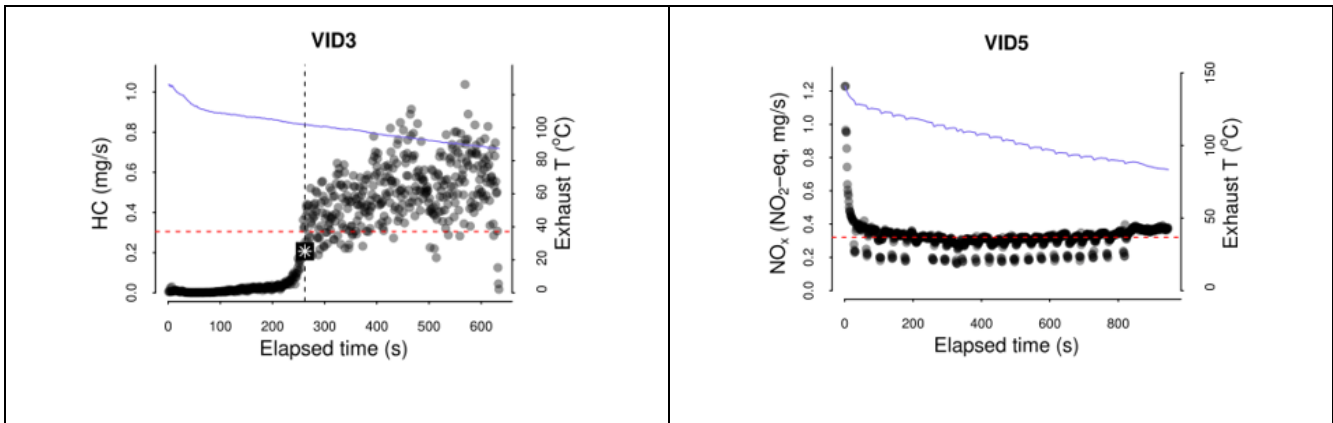 VID3
HC (mg/s)
0.0 0.2 0.4 0.6 0.8 1.0
0 100 200 300 400 500 600
Elapsed time (s)
0 20 40 60 80 100
Exhaust T (°C)
VID5
NOₓ (NO₂−eq, mg/s)
0.0 0.2 0.4 0.6 0.8 1.0 1.2
0 200 400 600 800
Elapsed time (s)
0 50 100 150
Exhaust T (°C)